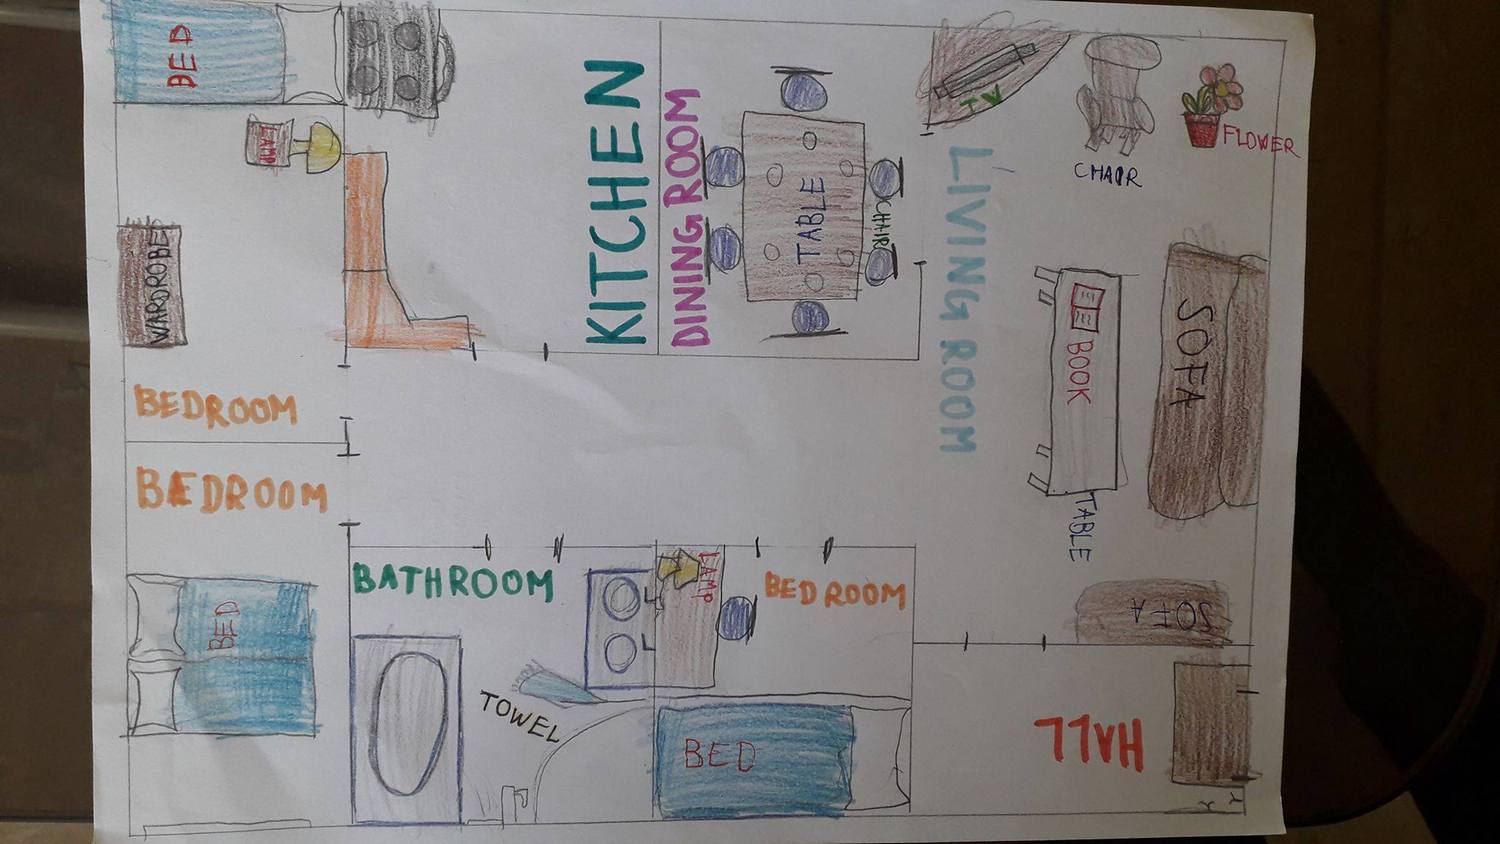 BED
LAMP
WARDROBE
BEDROOM
KITCHEN
DINING ROOM
TABLE
CHAIR
LIVING ROOM
TV
CHAIR
FLOWER
BOOK
TABLE
SOFA
SOFA
BEDROOM
BED
BATHROOM
TOWEL
LAMP
BEDROOM
BED
HALL